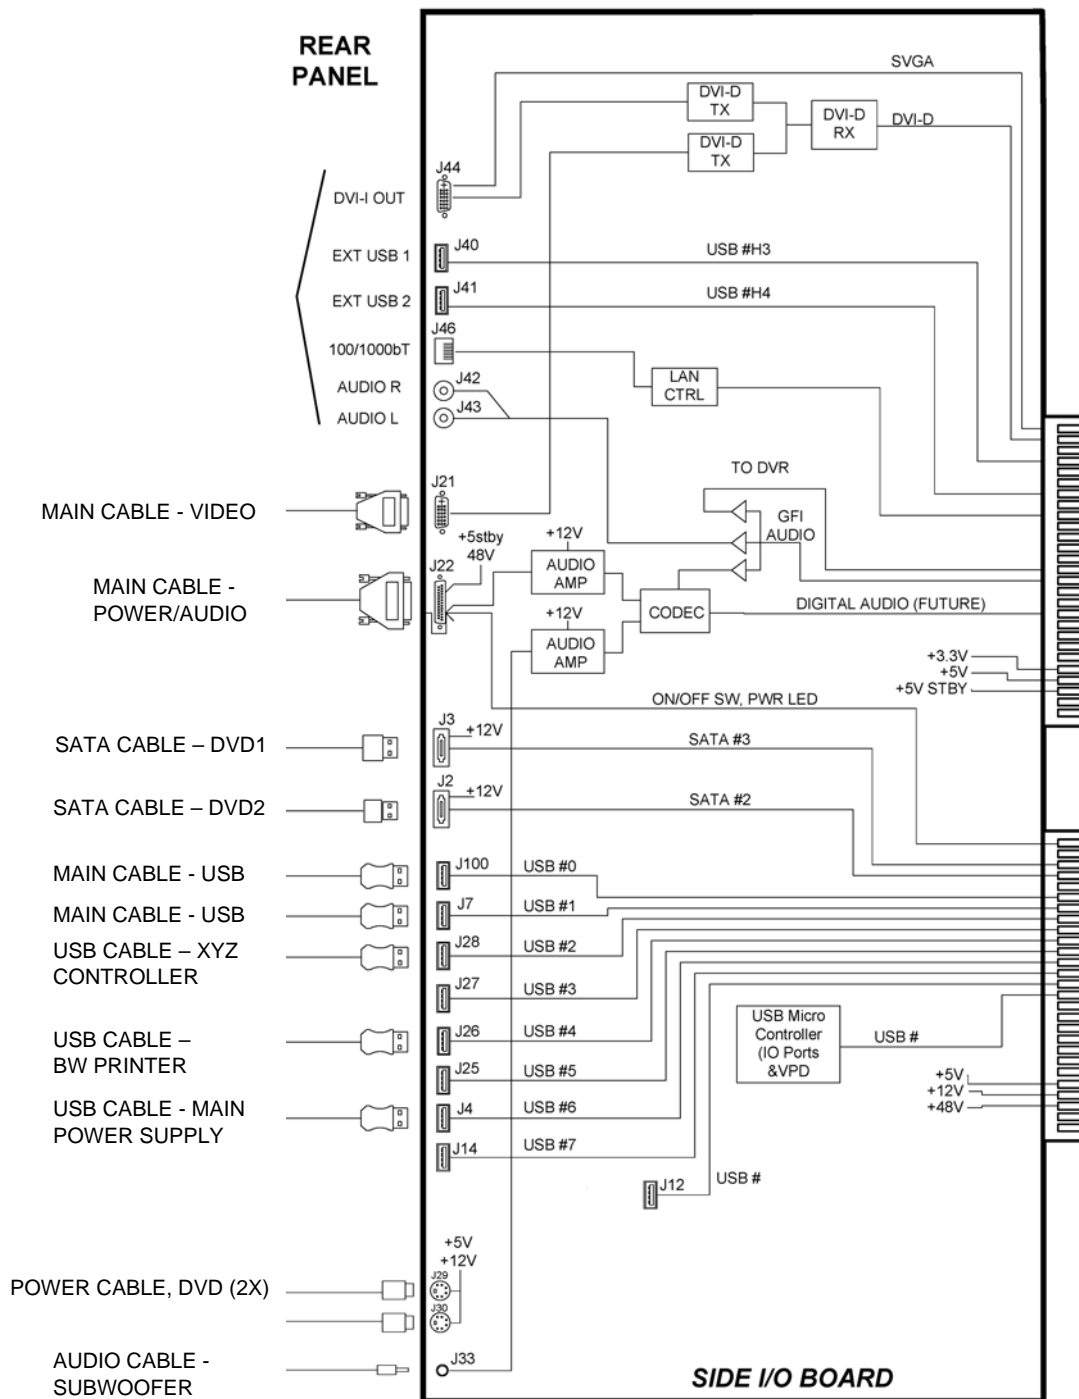 REAR
PANEL
SVGA
DVI-D
TX
DVI-D
RX
DVI-D
DVI-D
TX
J44
DVI-I OUT
EXT USB 1
J40
USB #H3
EXT USB 2
J41
USB #H4
J46
100/1000bT
LAN
CTRL
AUDIO R
J42
AUDIO L
J43
TO DVR
J21
MAIN CABLE - VIDEO
GFI
AUDIO
+5stby
48V
+12V
J22
AUDIO
AMP
MAIN CABLE -
POWER/AUDIO
CODEC
DIGITAL AUDIO (FUTURE)
+12V
AUDIO
AMP
+3.3V
+5V
+5V STBY
ON/OFF SW, PWR LED
J3
+12V
SATA CABLE – DVD1
SATA #3
J2
+12V
SATA CABLE – DVD2
SATA #2
MAIN CABLE - USB
J100
USB #0
MAIN CABLE - USB
J7
USB #1
USB CABLE – XYZ
CONTROLLER
J28
USB #2
J27
USB #3
USB CABLE –
BW PRINTER
J26
USB #4
USB Micro
Controller
(IO Ports
&VPD
USB #
J25
USB #5
+5V
+12V
+48V
USB CABLE - MAIN
POWER SUPPLY
J4
USB #6
J14
USB #7
J12
USB #
+5V
+12V
POWER CABLE, DVD (2X)
J29
J30
AUDIO CABLE -
SUBWOOFER
J33
SIDE I/O BOARD